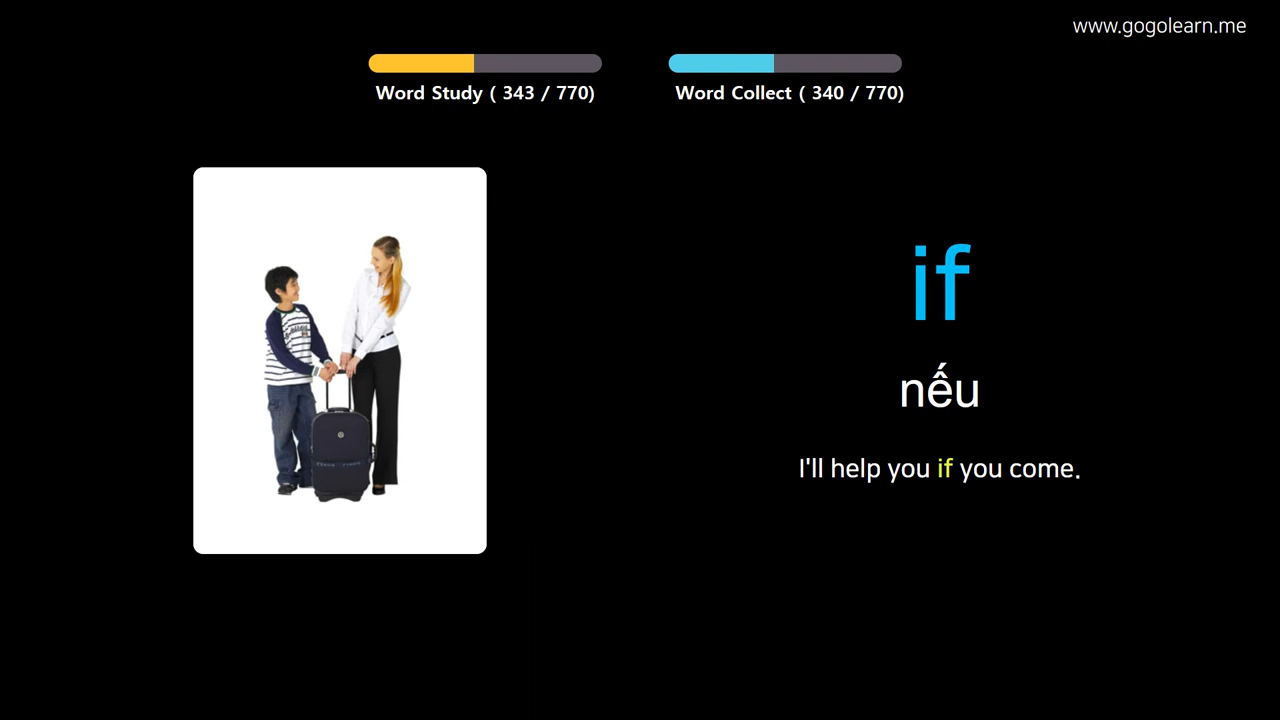 www.gogolearn.me
Word Study ( 343 / 770)
Word Collect ( 340 / 770)
if
nếu
I'll help you if you come.